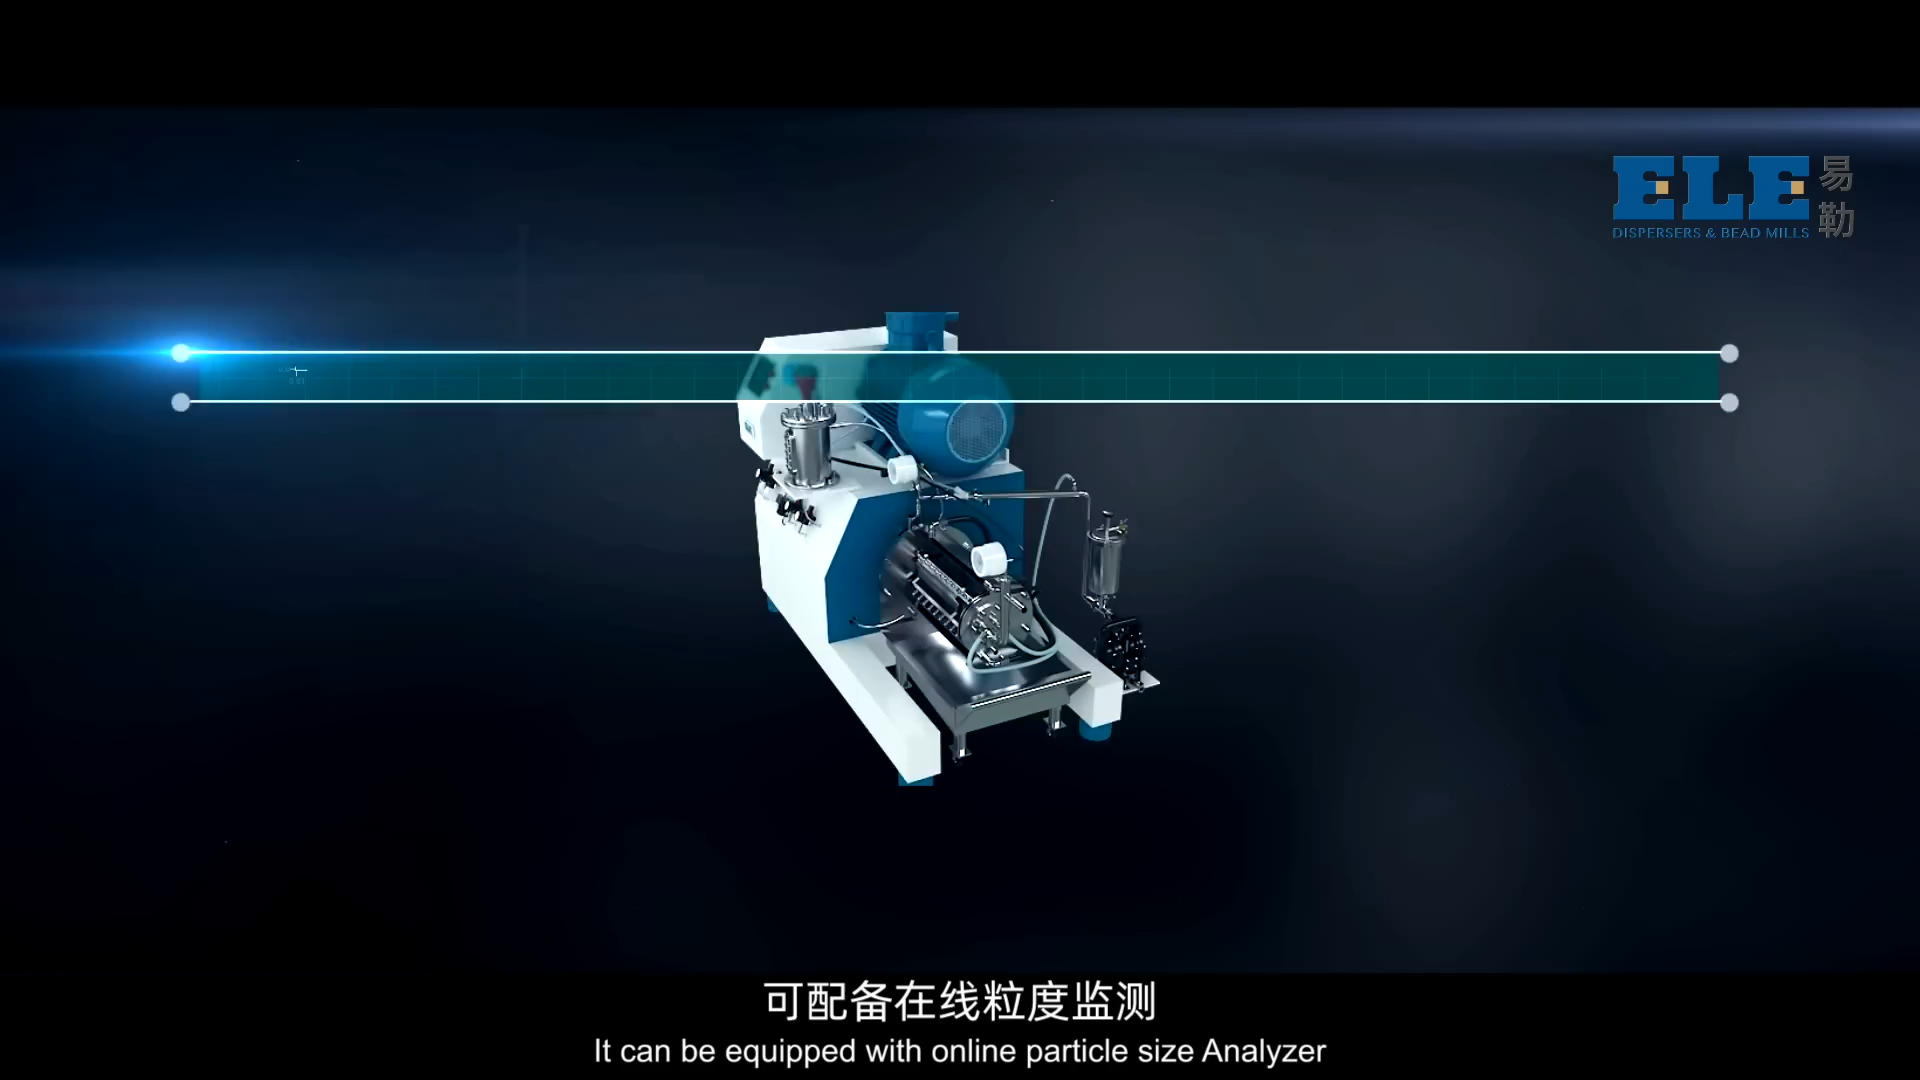 ELE 易勒
DISPERSERS & BEAD MILLS
可配备在线粒度监测
It can be equipped with online particle size Analyzer